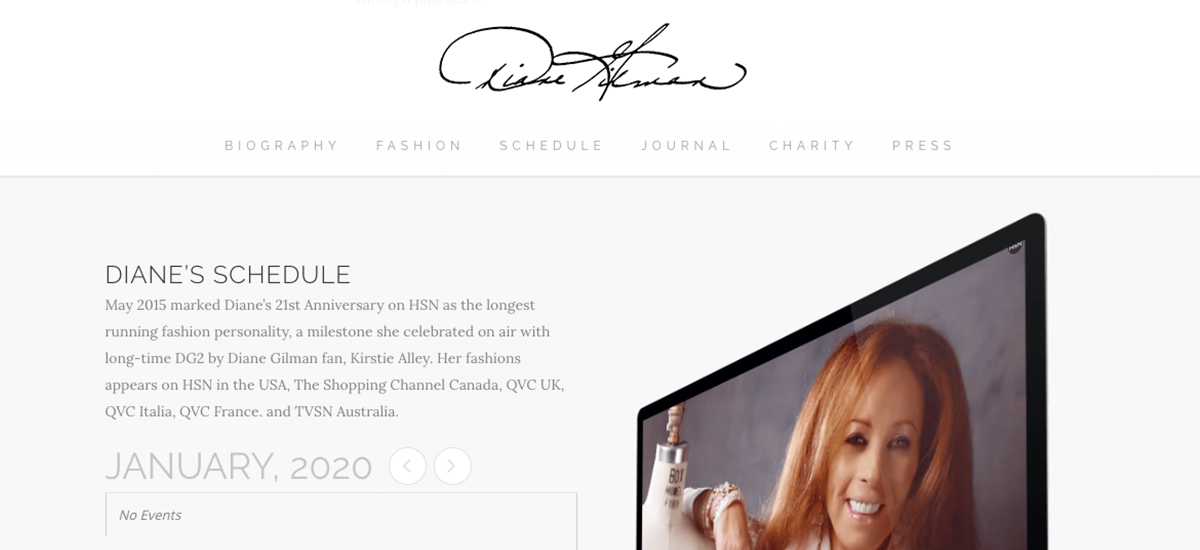 through philan
Diane Gilman
BIOGRAPHY FASHION SCHEDULE JOURNAL CHARITY PRESS
DIANE'S SCHEDULE
May 2015 marked Diane's 21st Anniversary on HSN as the longest
running fashion personality, a milestone she celebrated on air with
long-time DG2 by Diane Gilman fan, Kirstie Alley. Her fashions
appears on HSN in the USA, The Shopping Channel Canada, QVC UK,
QVC Italia, QVC France. and TVSN Australia.
JANUARY, 2020
No Events
HSN